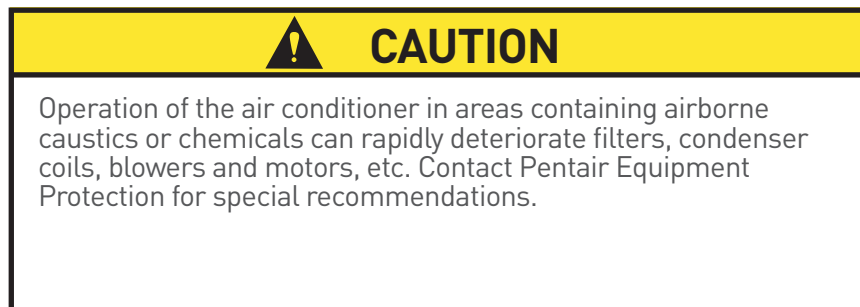 CAUTION
Operation of the air conditioner in areas containing airborne
caustics or chemicals can rapidly deteriorate filters, condenser
coils, blowers and motors, etc. Contact Pentair Equipment
Protection for special recommendations.